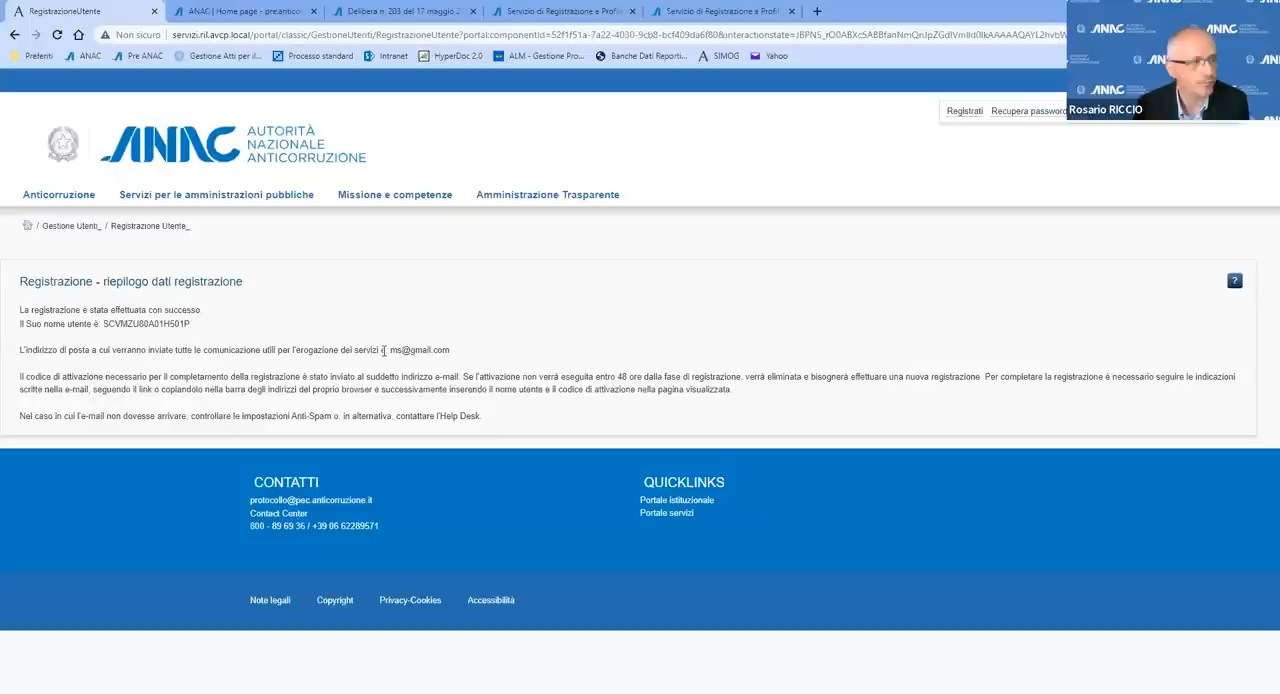 RegistrazioneUtente
ANAC | Home page - pre.antico
Delibera n. 203 del 17 maggio 2
Servizio di Registrazione e Profil
Servizio di Registrazione e Profil
Non sicuro
servizi.ril.avcp.local/portal/classic/GestioneUtenti/RegistrazioneUtente?portal:componentId=52f1f51a-7a22-4030-9cb8-bcf409da6f80&interactionstate=
Preferiti
ANAC
Pre ANAC
Gestione Atti per il...
Processo standard
Intranet
HyperDoc 2.0
ALM - Gestione Pro...
Banche Dati Reporti...
SIMOG
Yahoo
Rosario RICCIO
Registrati Recupera password
ANAC
AUTORITÀ
NAZIONALE
ANTICORRUZIONE
Anticorruzione Servizi per le amministrazioni pubbliche Missione e competenze Amministrazione Trasparente
/ Gestione Utenti_ / Registrazione Utente_
Registrazione - riepilogo dati registrazione
?
La registrazione è stata effettuata con successo
Il Suo nome utente è: SCVMZU80A01H501P
L'indirizzo di posta a cui verranno inviate tutte le comunicazione utili per l'erogazione dei servizi ms@gmail.com
Il codice di attivazione necessario per il completamento della registrazione è stato inviato al suddetto indirizzo e-mail. Se l'attivazione non verrà eseguita entro 48 ore dalla fase di registrazione, verrà eliminata e bisognerà effettuare una nuova registrazione. Per completare la registrazione è necessario seguire le indicazioni
scritte nella e-mail, seguendo il link o copiandolo nella barra degli indirizzi del proprio browser e successivamente inserendo il nome utente e il codice di attivazione nella pagina visualizzata.
Nel caso in cui l'e-mail non dovesse arrivare, controllare le impostazioni Anti-Spam o, in alternativa, contattare l'Help Desk.
CONTATTI
protocollo@pec.anticorruzione.it
Contact Center
800 - 89 69 36 / +39 06 62289571
QUICKLINKS
Portale istituzionale
Portale servizi
Note legali Copyright Privacy-Cookies Accessibilità